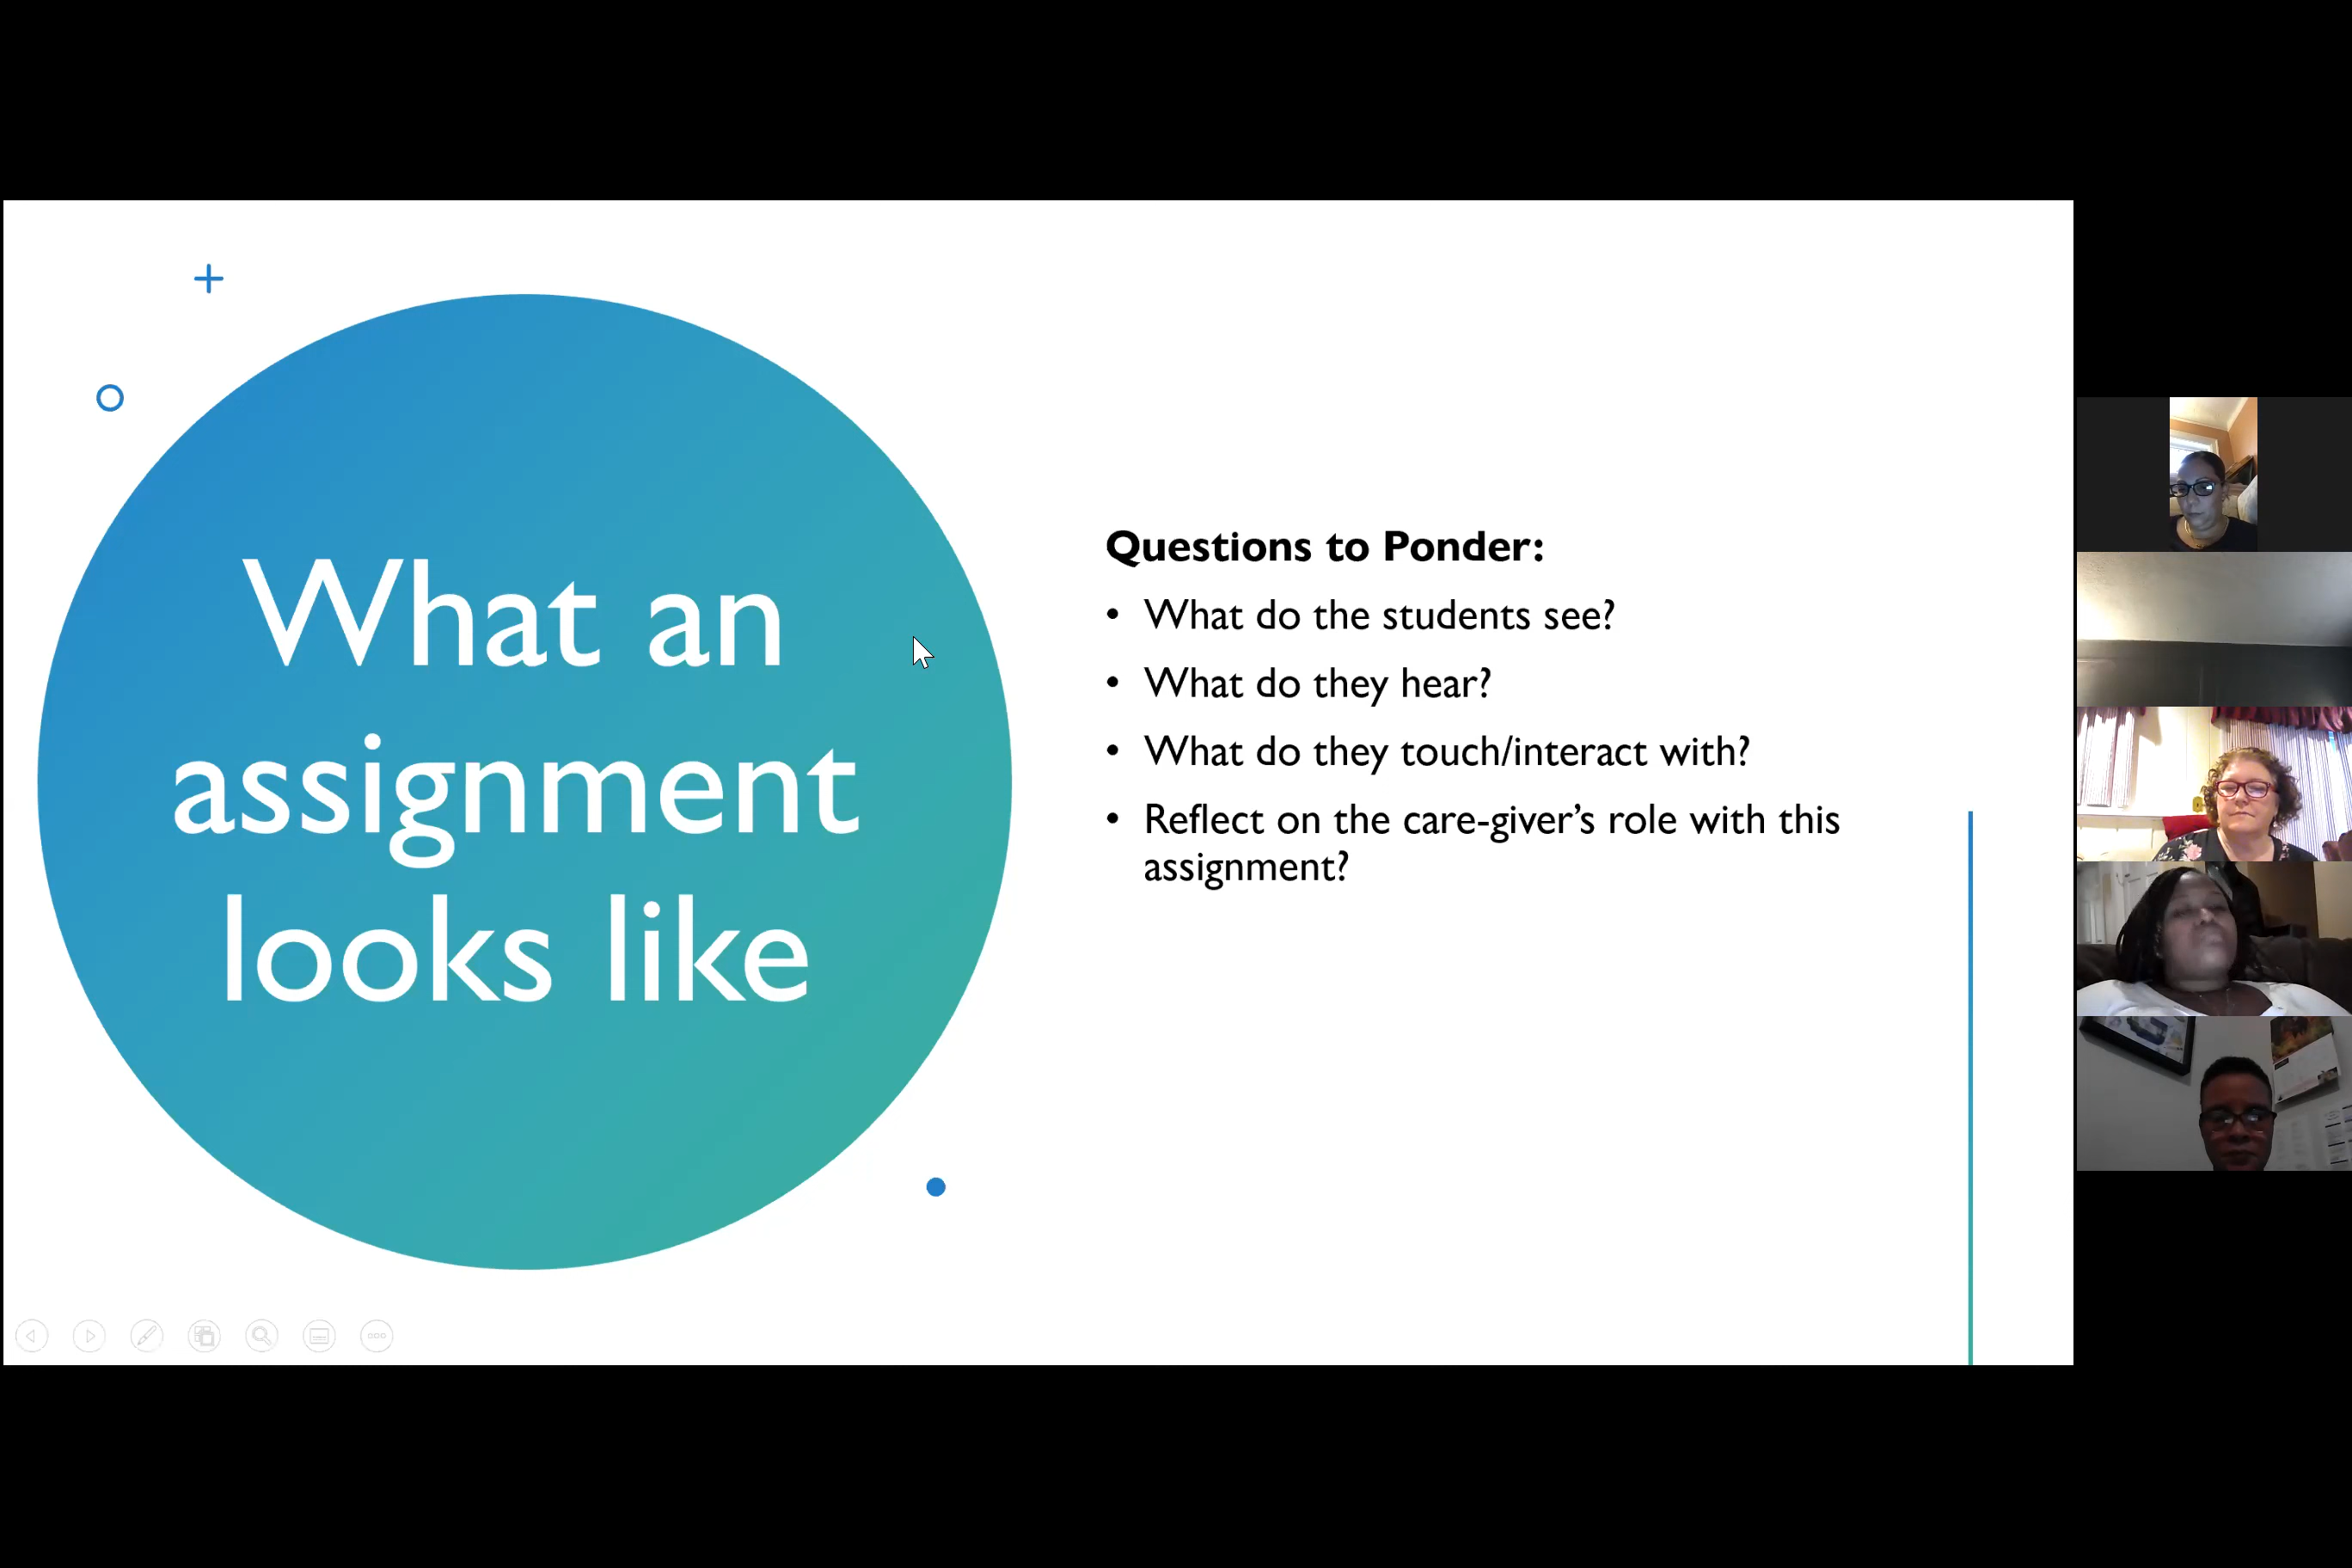 What an
assignment
looks like
Questions to Ponder:
• What do the students see?
• What do they hear?
• What do they touch/interact with?
• Reflect on the care-giver’s role with this
assignment?